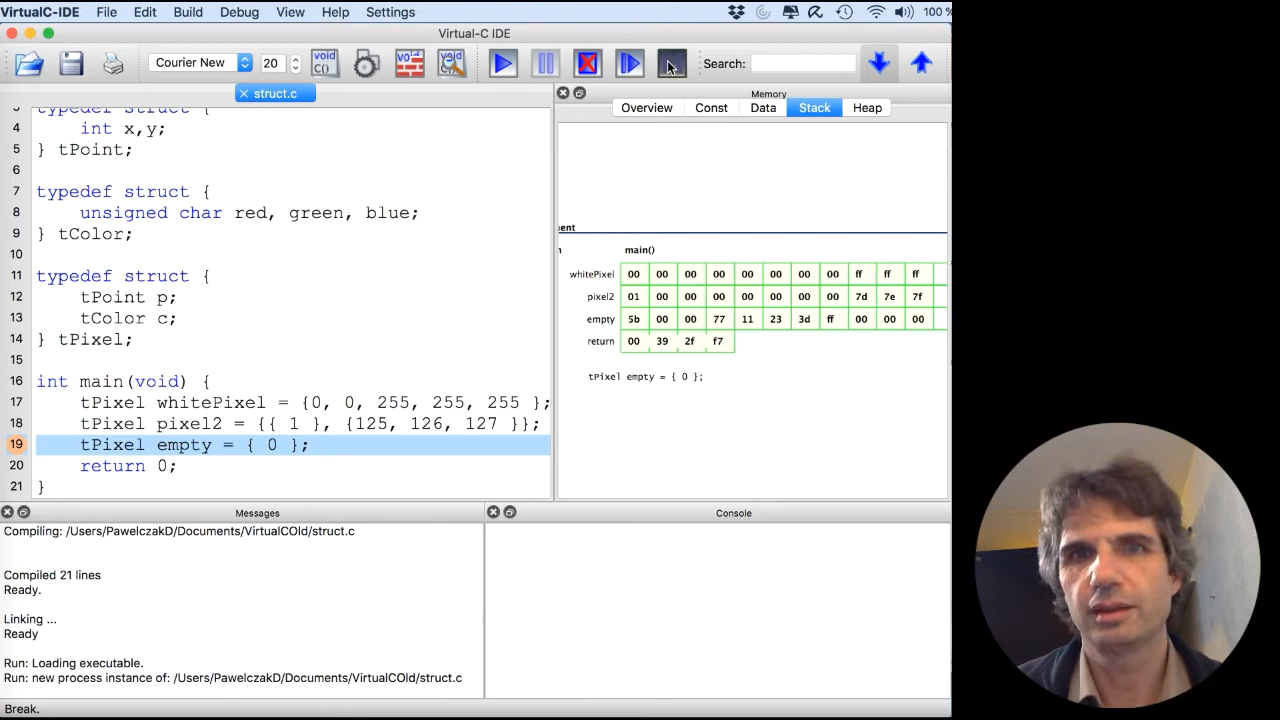 VirtualC-IDE File Edit Build Debug View Help Settings 100 %
Virtual-C IDE
Courier New 20 void C() void C() Search:
struct.c
Memory
Overview Const Data Stack Heap
typedef struct {
4 int x,y;
5 } tPoint;
6
7 typedef struct {
8 unsigned char red, green, blue;
9 } tColor;
10
11 typedef struct {
12 tPoint p;
13 tColor c;
14 } tPixel;
15
16 int main(void) {
17 tPixel whitePixel = {0, 0, 255, 255, 255 };
18 tPixel pixel2 = {{ 1 }, {125, 126, 127 }};
19 tPixel empty = { 0 };
20 return 0;
21 }
main()
whitePixel 00 00 00 00 00 00 00 00 ff ff ff
pixel2 01 00 00 00 00 00 00 00 7d 7e 7f
empty 5b 00 00 77 11 23 3d ff 00 00 00
return 00 39 2f f7
tPixel empty = { 0 };
Messages
Compiling: /Users/PawelczakD/Documents/VirtualCOld/struct.c
Compiled 21 lines
Ready.
Linking ...
Ready
Run: Loading executable.
Run: new process instance of: /Users/PawelczakD/Documents/VirtualCOld/struct.c
Console
Break.